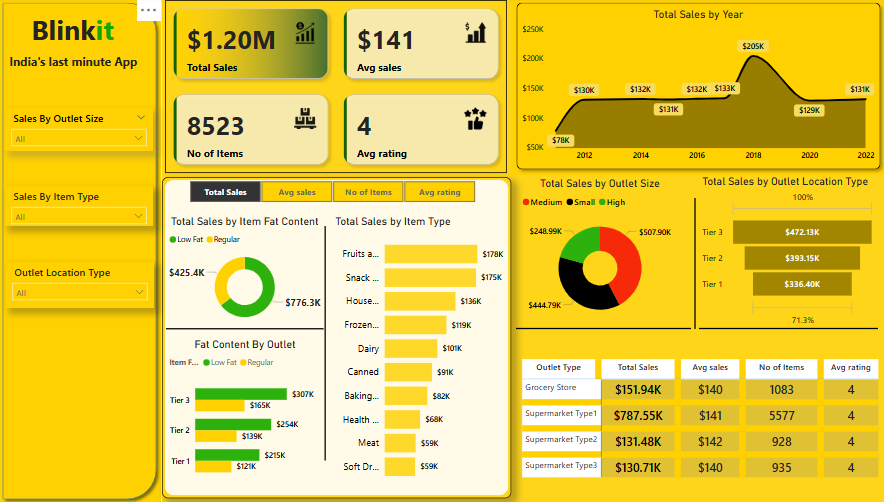 Blinkit
India's last minute App
Sales By Outlet Size
All
Sales By Item Type
All
Outlet Location Type
All
$1.20M
Total Sales
$141
Avg sales
8523
No of Items
4
Avg rating
Total Sales by Year
$250K
$200K
$150K
$100K
$50K
$78K
$130K
$132K
$131K
$132K
$133K
$205K
$129K
$131K
2012
2014
2016
2018
2020
2022
Total Sales
Avg sales
No of Items
Avg rating
Total Sales by Item Fat Content
Low Fat
Regular
$425.4K
$776.3K
Fat Content By Outlet
Item F...
Low Fat
Regular
Tier 3
$307K
$165K
Tier 2
$254K
$139K
Tier 1
$215K
$121K
Total Sales by Item Type
Fruits a...
$178K
Snack ...
$175K
House...
$136K
Frozen...
$119K
Dairy
$101K
Canned
$91K
Baking...
$82K
Health ...
$68K
Meat
$59K
Soft Dr...
$59K
Total Sales by Outlet Size
Medium
Small
High
$248.99K
$507.90K
$444.79K
Total Sales by Outlet Location Type
100%
Tier 3
$472.13K
Tier 2
$393.15K
Tier 1
$336.40K
71.3%
Outlet Type Total Sales Avg sales No of Items Avg rating
Grocery Store $151.94K $140 1083 4
Supermarket Type1 $787.55K $141 5577 4
Supermarket Type2 $131.48K $142 928 4
Supermarket Type3 $130.71K $140 935 4